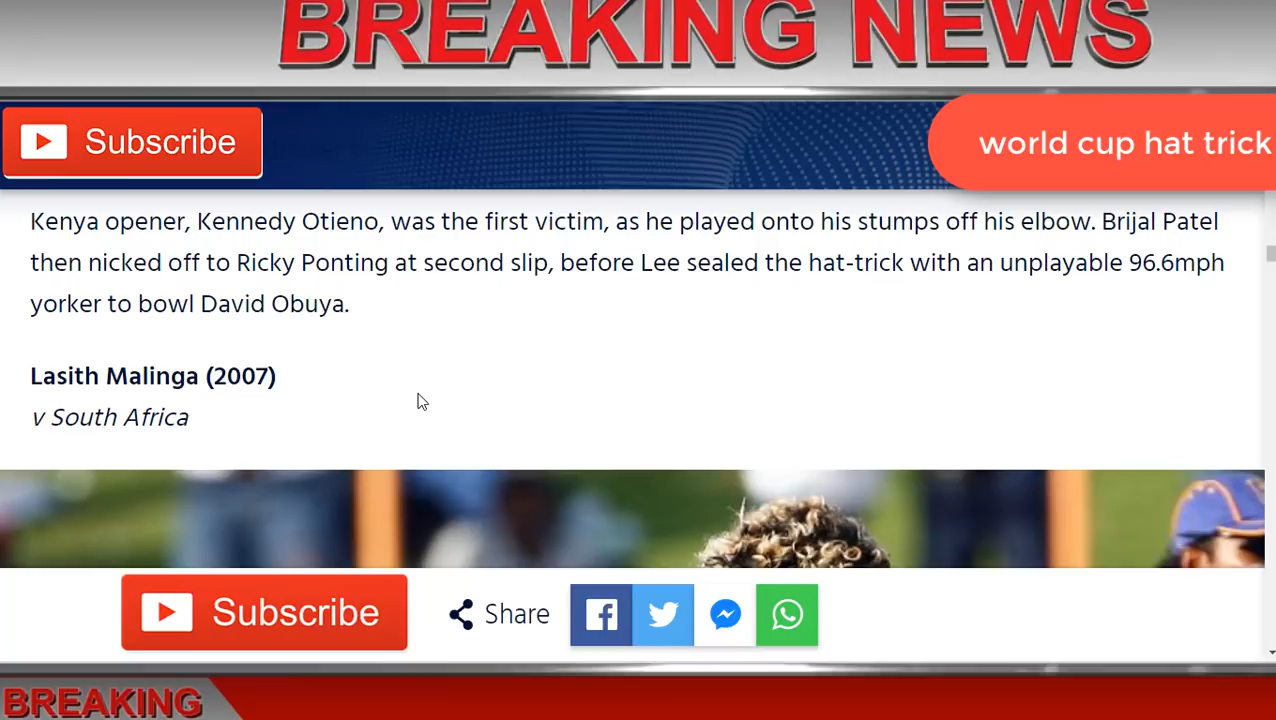 BREAKING NEWS
Subscribe
world cup hat trick
Kenya opener, Kennedy Otieno, was the first victim, as he played onto his stumps off his elbow. Brijal Patel
then nicked off to Ricky Ponting at second slip, before Lee sealed the hat-trick with an unplayable 96.6mph
yorker to bowl David Obuya.
Lasith Malinga (2007)
v South Africa
Subscribe
Share
BREAKING